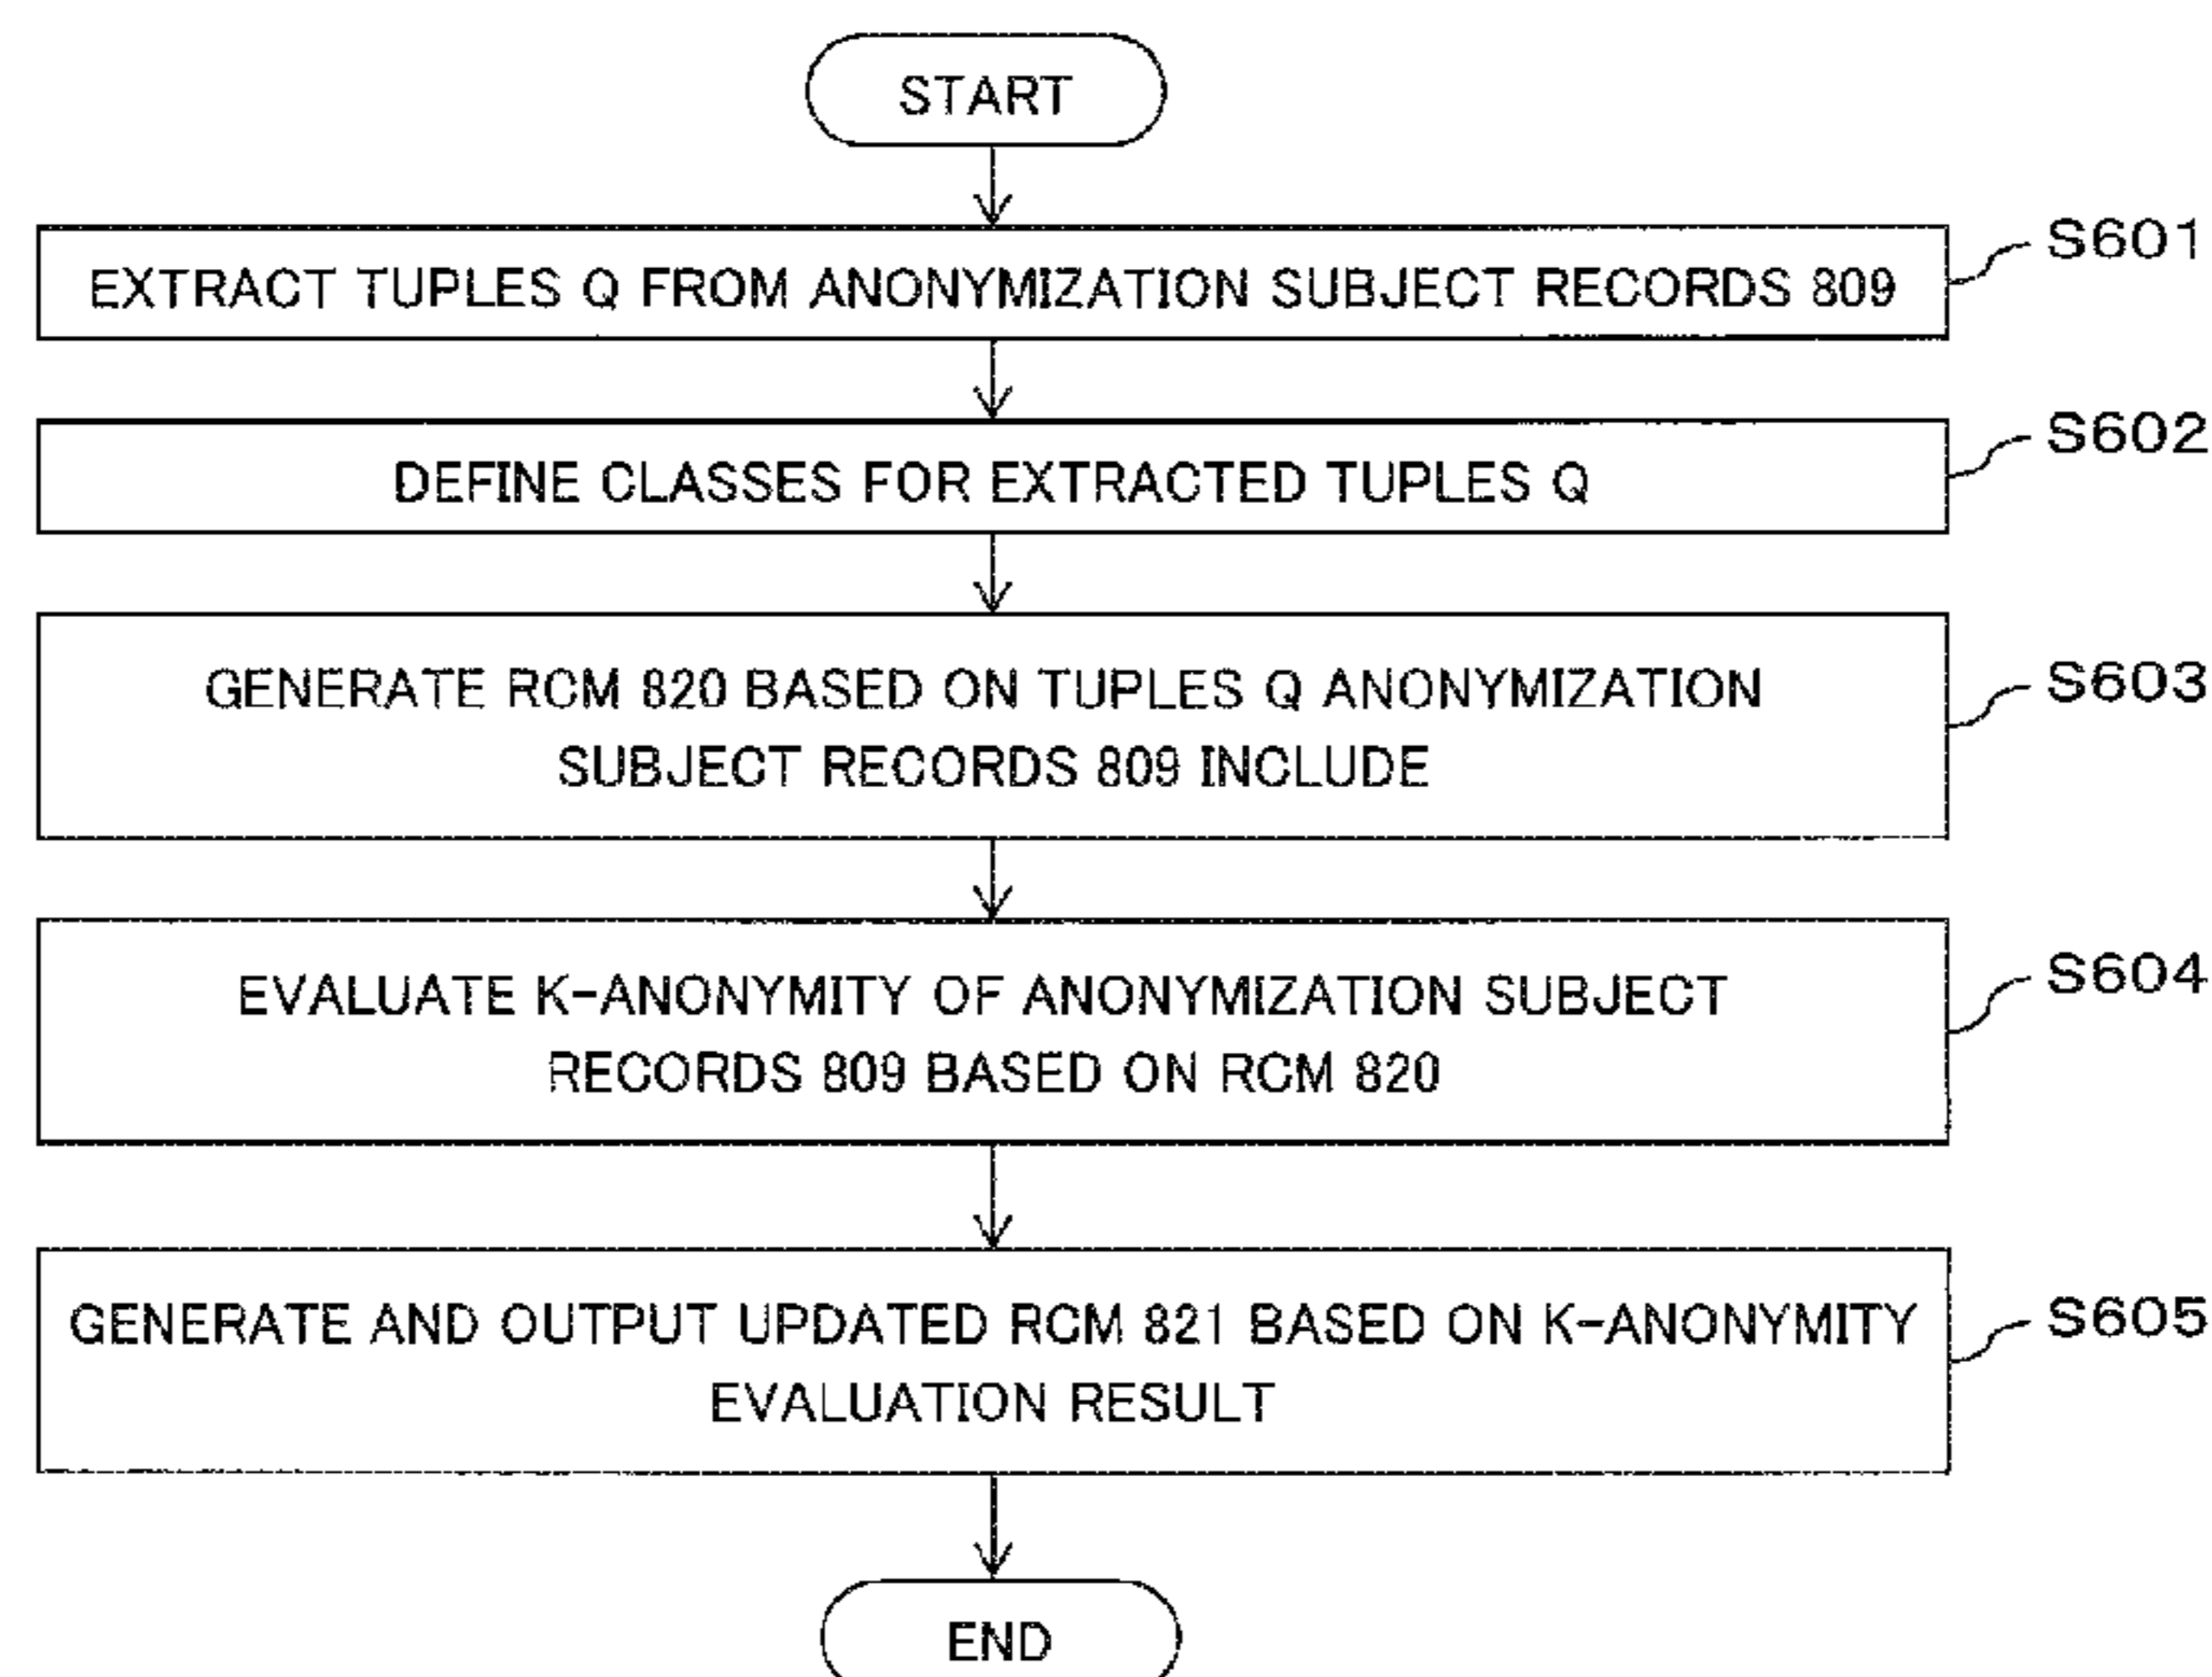 START
EXTRACT TUPLES Q FROM ANONYMIZATION SUBJECT RECORDS 809
S601
DEFINE CLASSES FOR EXTRACTED TUPLES Q
S602
GENERATE RCM 820 BASED ON TUPLES Q ANONYMIZATION
SUBJECT RECORDS 809 INCLUDE
S603
EVALUATE K-ANONYMITY OF ANONYMIZATION SUBJECT
RECORDS 809 BASED ON RCM 820
S604
GENERATE AND OUTPUT UPDATED RCM 821 BASED ON K-ANONYMITY
EVALUATION RESULT
S605
END